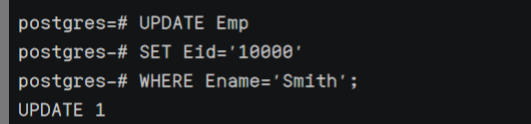 postgres=# UPDATE Emp
postgres-# SET Eid='10000'
postgres-# WHERE Ename='Smith';
UPDATE 1